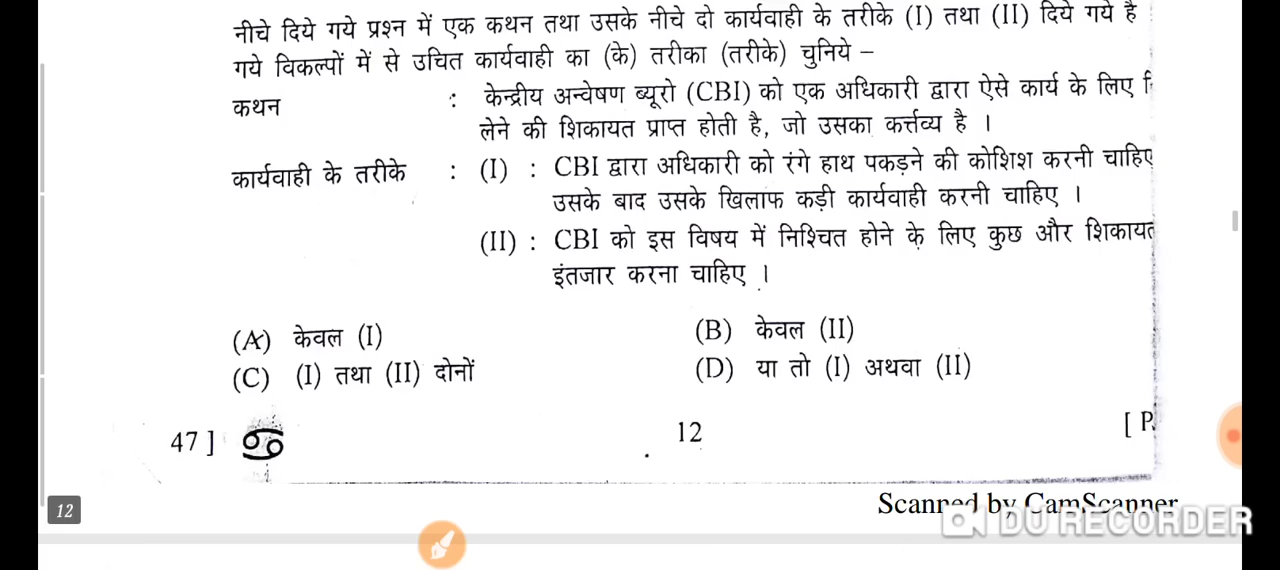 नीचे दिये गये प्रश्न में एक कथन तथा उसके नीचे दो कार्यवाही के तरीके (I) तथा (II) दिये गये है
गये विकल्पों में से उचित कार्यवाही का (के) तरीका (तरीके) चुनिये –
कथन : केन्द्रीय अन्वेषण ब्यूरो (CBI) को एक अधिकारी द्वारा ऐसे कार्य के लिए
लेने की शिकायत प्राप्त होती है, जो उसका कर्त्तव्य है ।
कार्यवाही के तरीके : (I) : CBI द्वारा अधिकारी को रंगे हाथ पकड़ने की कोशिश करनी चाहिए
उसके बाद उसके खिलाफ कड़ी कार्यवाही करनी चाहिए ।
(II) : CBI को इस विषय में निश्चित होने के लिए कुछ और शिकायत
इंतजार करना चाहिए ।
(A) केवल (I) (B) केवल (II)
(C) (I) तथा (II) दोनों (D) या तो (I) अथवा (II)
47 ] 12 [ P.
12
Scanned by CamScanner
DU RECORDER